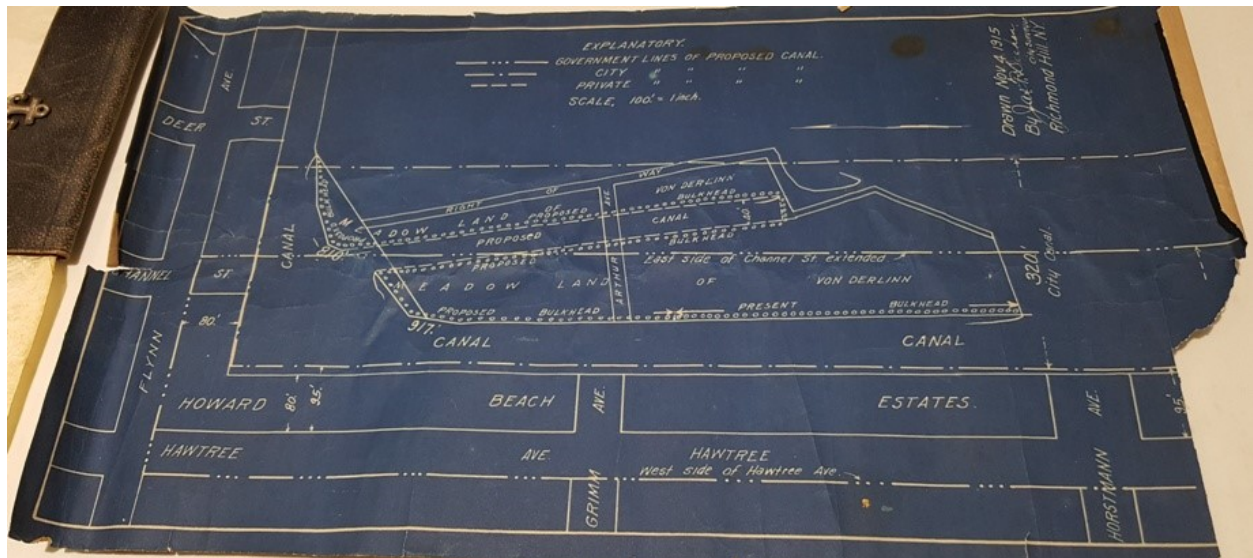 EXPLANATORY.
GOVERNMENT LINES OF PROPOSED CANAL.
CITY " " " "
PRIVATE " " " "
SCALE, 100'= 1 inch.
Drawn Nov 4 1915
By
Richmond Hill NY
AVE.
DEER ST.
CANAL
RIGHT OF WAY
VON DERLINN
MEADOW LAND OF PROPOSED BULKHEAD
AVE
PROPOSED CANAL
40'
PROPOSED BULKHEAD
East side of Channel St extended
MEADOW LAND OF VON DERLINN
ARTHUR
320'
City Canal.
CHANNEL ST
80'
FLYNN
PROPOSED BULKHEAD PRESENT BULKHEAD
917.'
CANAL CANAL
HOWARD BEACH AVE. ESTATES. AVE.
80' 95' 95'
HAWTREE AVE. HAWTREE
West side of Hawtree Ave.
GRIMM
HORSTMANN